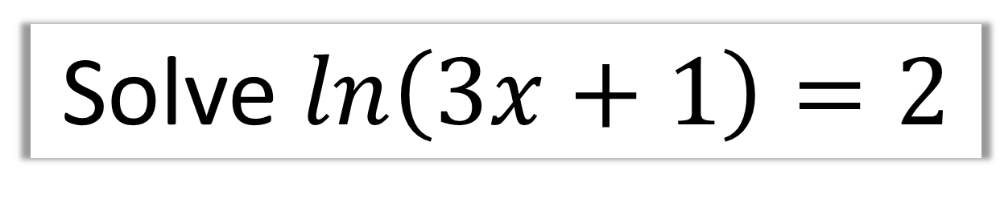 Solve ln(3x + 1) = 2